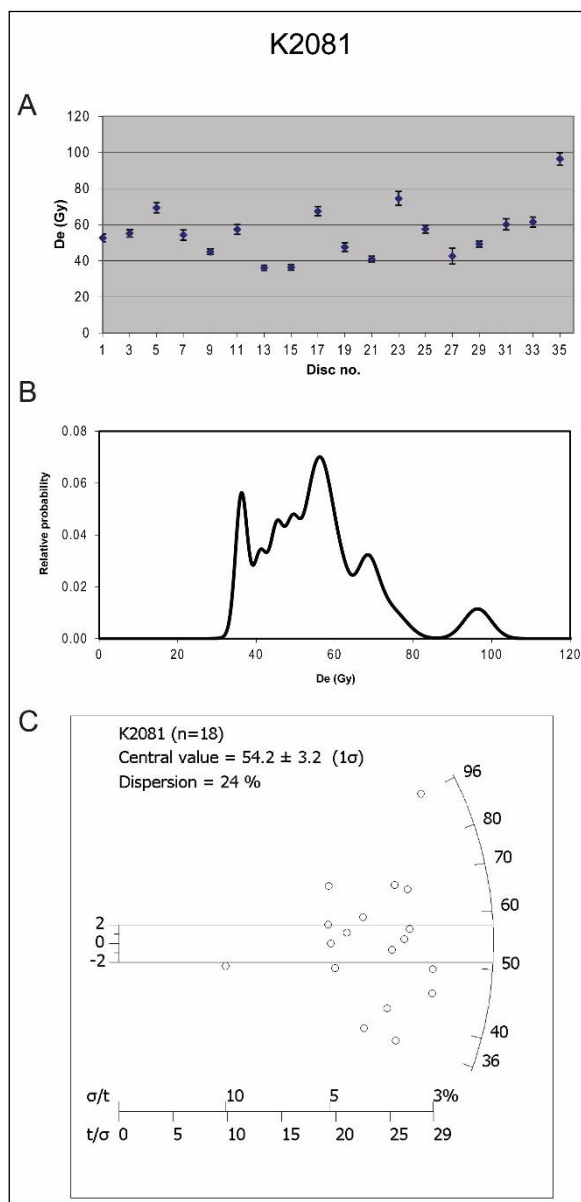 K2081
A
120
100
80
60
40
20
0
De (Gy)
1 3 5 7 9 11 13 15 17 19 21 23 25 27 29 31 33 35
Disc no.
B
0.08
0.06
0.04
0.02
0.00
Relative probability
0 20 40 60 80 100 120
De (Gy)
C
K2081 (n=18)
Central value = 54.2 ± 3.2 (1σ)
Dispersion = 24 %
96
80
70
60
50
40
36
2
0
-2
σ/t 10 5 3%
t/σ 0 5 10 15 20 25 29